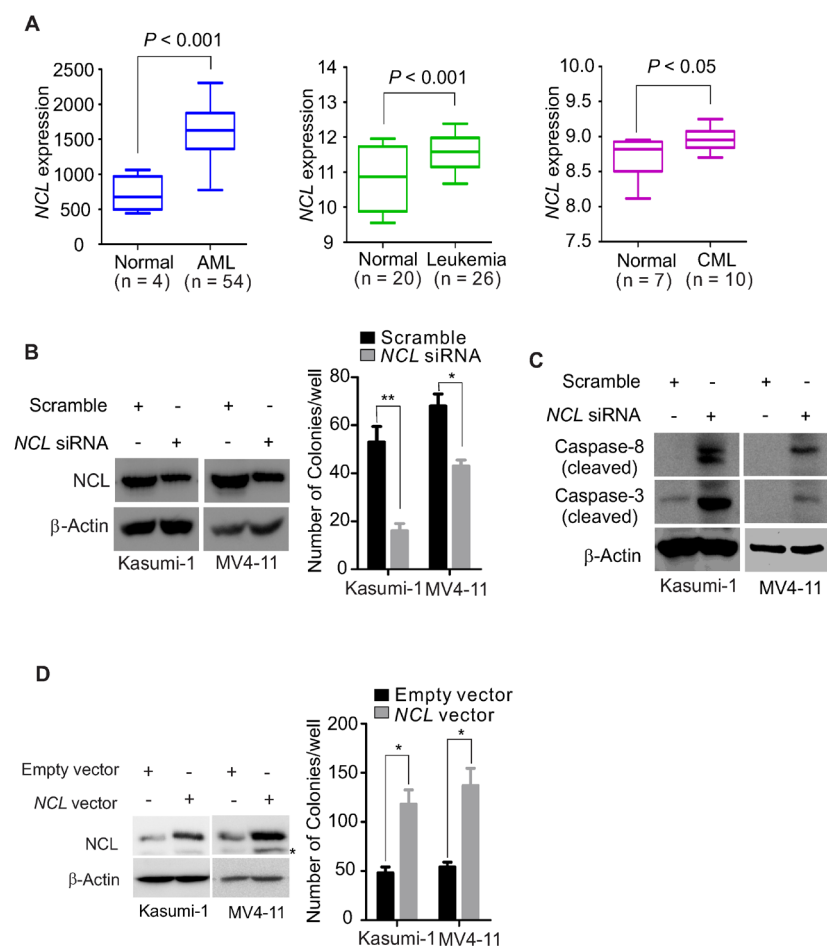 A
P < 0.001
P < 0.001
P < 0.05
NCL expression
2500
2000
1500
1000
500
0
Normal
(n = 4)
AML
(n = 54)
NCL expression
14
13
12
11
10
9
Normal
(n = 20)
Leukemia
(n = 26)
NCL expression
10.0
9.5
9.0
8.5
8.0
7.5
Normal
(n = 7)
CML
(n = 10)
B
Scramble + - + -
NCL siRNA - + - +
NCL
β-Actin
Kasumi-1 MV4-11
Scramble
NCL siRNA
Number of Colonies/well
80
60
40
20
0
** *
Kasumi-1 MV4-11
C
Scramble + - + -
NCL siRNA - + - +
Caspase-8
(cleaved)
Caspase-3
(cleaved)
β-Actin
Kasumi-1 MV4-11
D
Empty vector + - + -
NCL vector - + - +
NCL *
β-Actin
Kasumi-1 MV4-11
Empty vector
NCL vector
Number of Colonies/well
200
150
100
50
0
* *
Kasumi-1 MV4-11